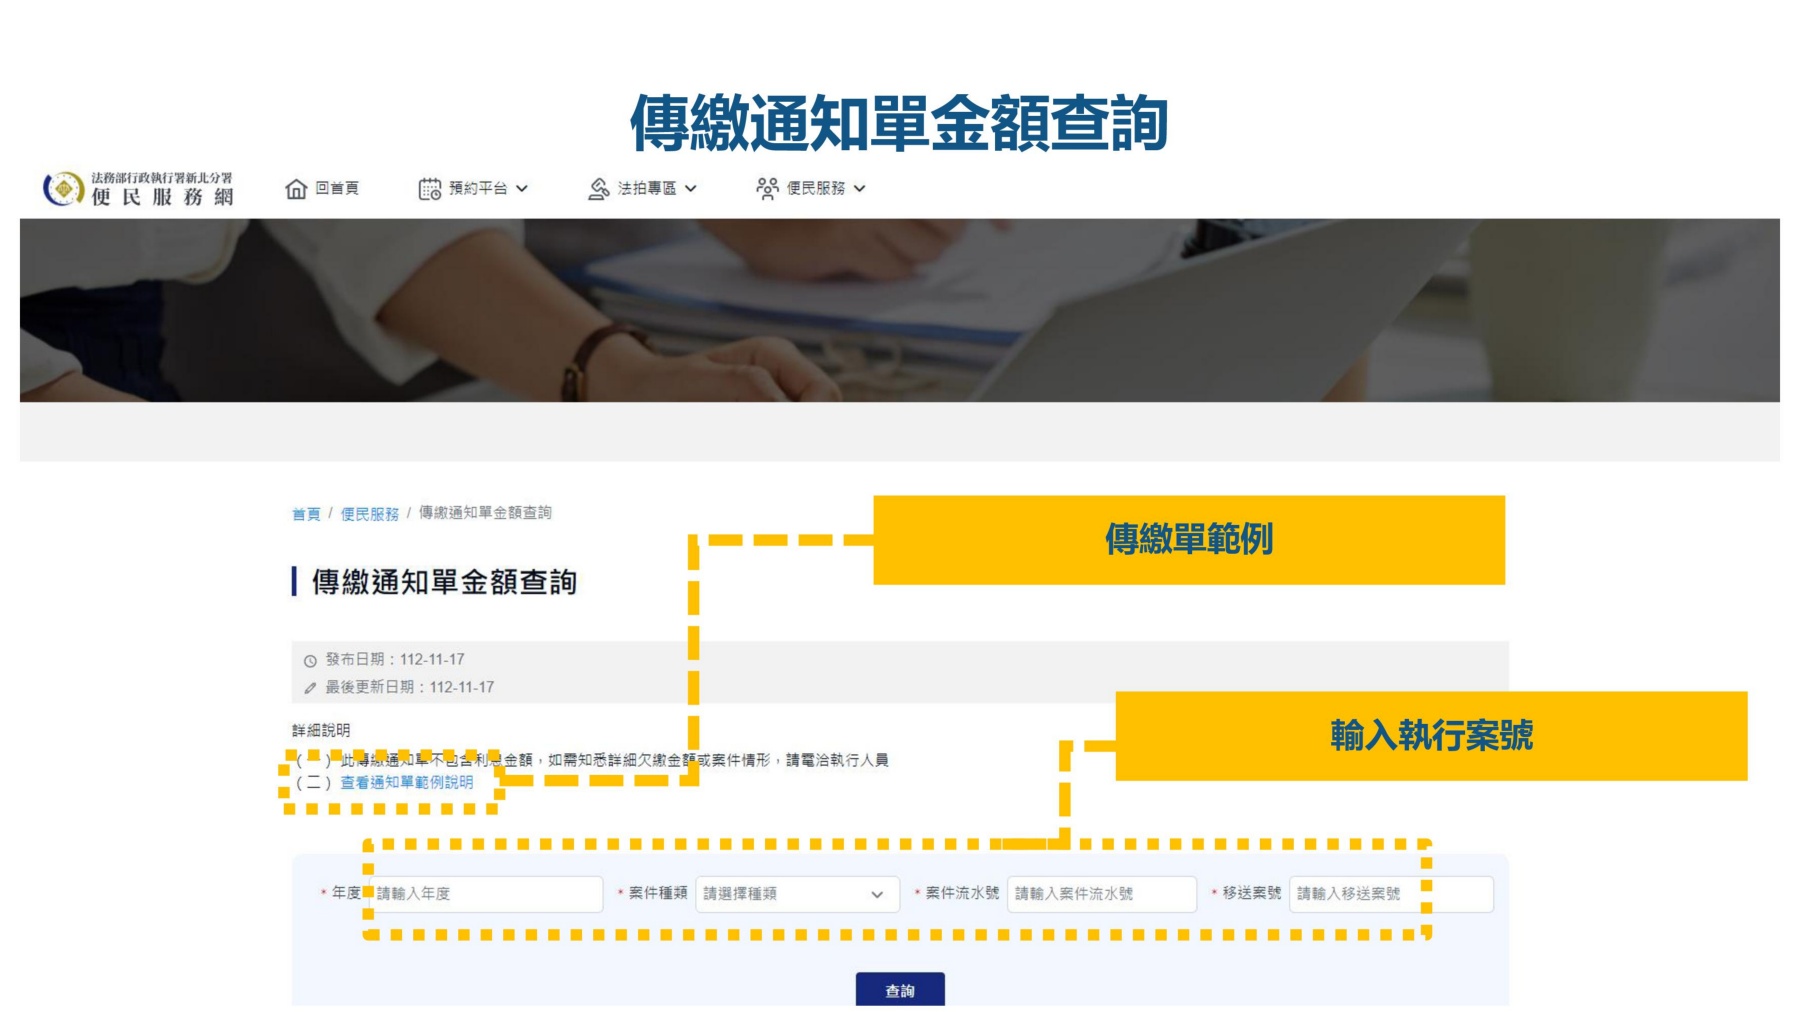 傳繳通知單金額查詢
法務部行政執行署新北分署
便民服務網
回首頁
預約平台
法拍專區
便民服務
首頁 / 便民服務 / 傳繳通知單金額查詢
傳繳單範例
傳繳通知單金額查詢
發布日期：112-11-17
最後更新日期：112-11-17
輸入執行案號
詳細說明
(一) 此傳繳通知單不包含利息金額，如需知悉詳細欠繳金額或案件情形，請電洽執行人員
(二) 查看通知單範例說明
* 年度 請輸入年度 * 案件種類 請選擇種類 * 案件流水號 請輸入案件流水號 * 移送案號 請輸入移送案號
查詢